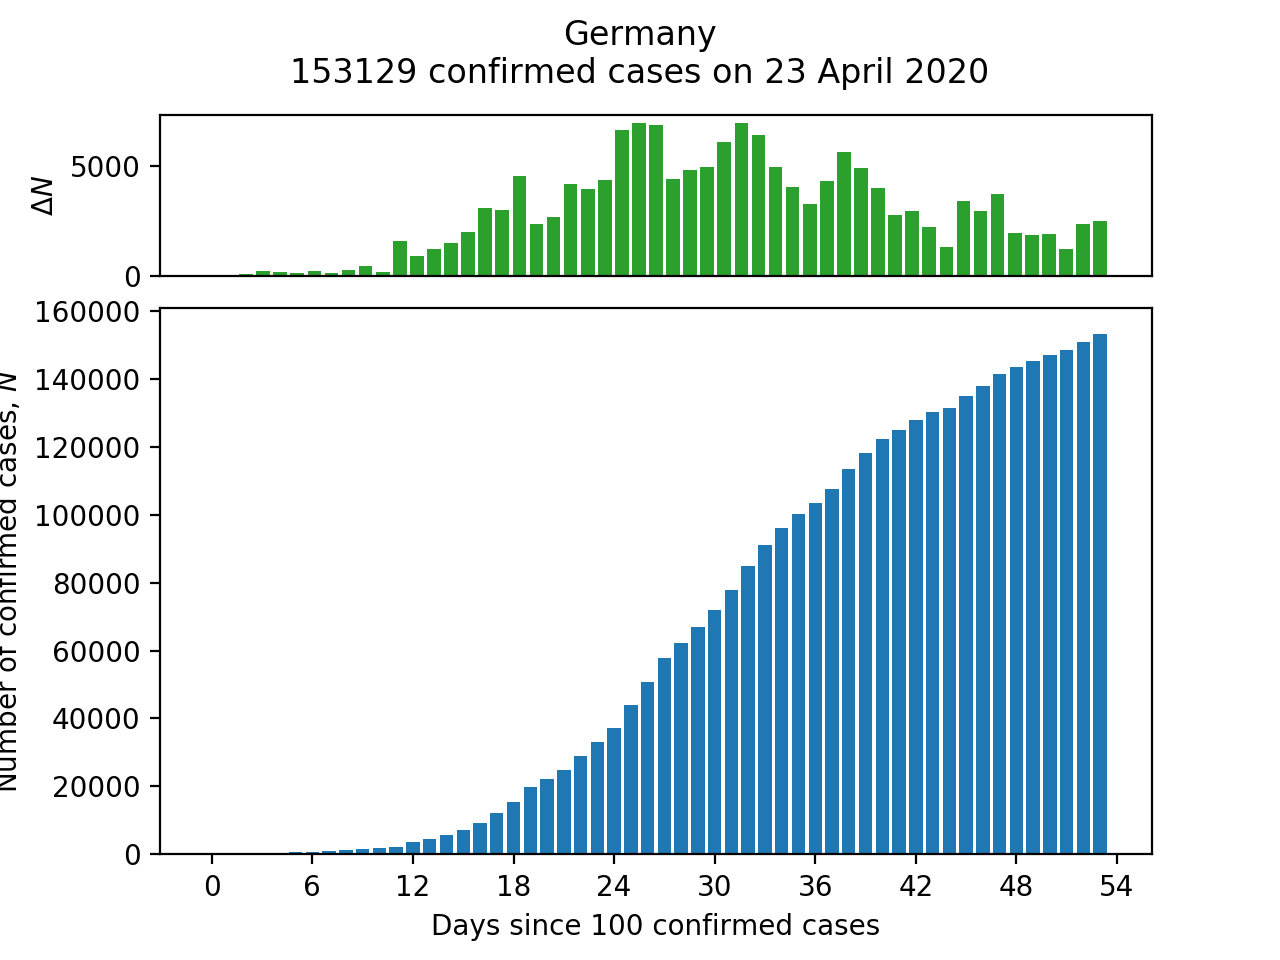 Germany
153129 confirmed cases on 23 April 2020
ΔN
5000
0
Number of confirmed cases, N
160000
140000
120000
100000
80000
60000
40000
20000
0
0 6 12 18 24 30 36 42 48 54
Days since 100 confirmed cases